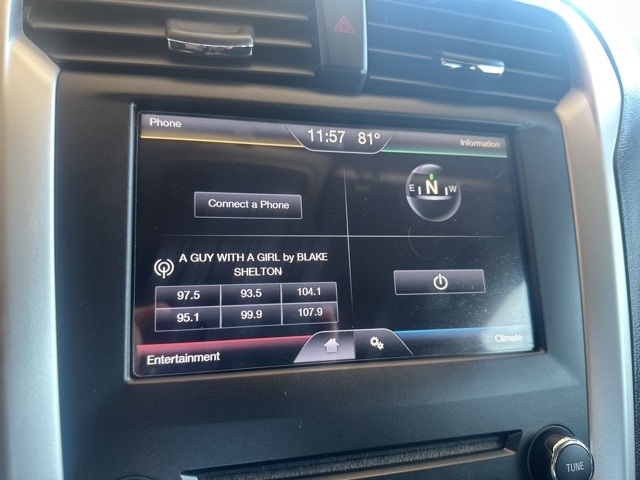 Phone
11:57 81°
Information
Connect a Phone
E N W
A GUY WITH A GIRL by BLAKE
SHELTON
97.5 93.5 104.1
95.1 99.9 107.9
Entertainment
Climate
TUNE